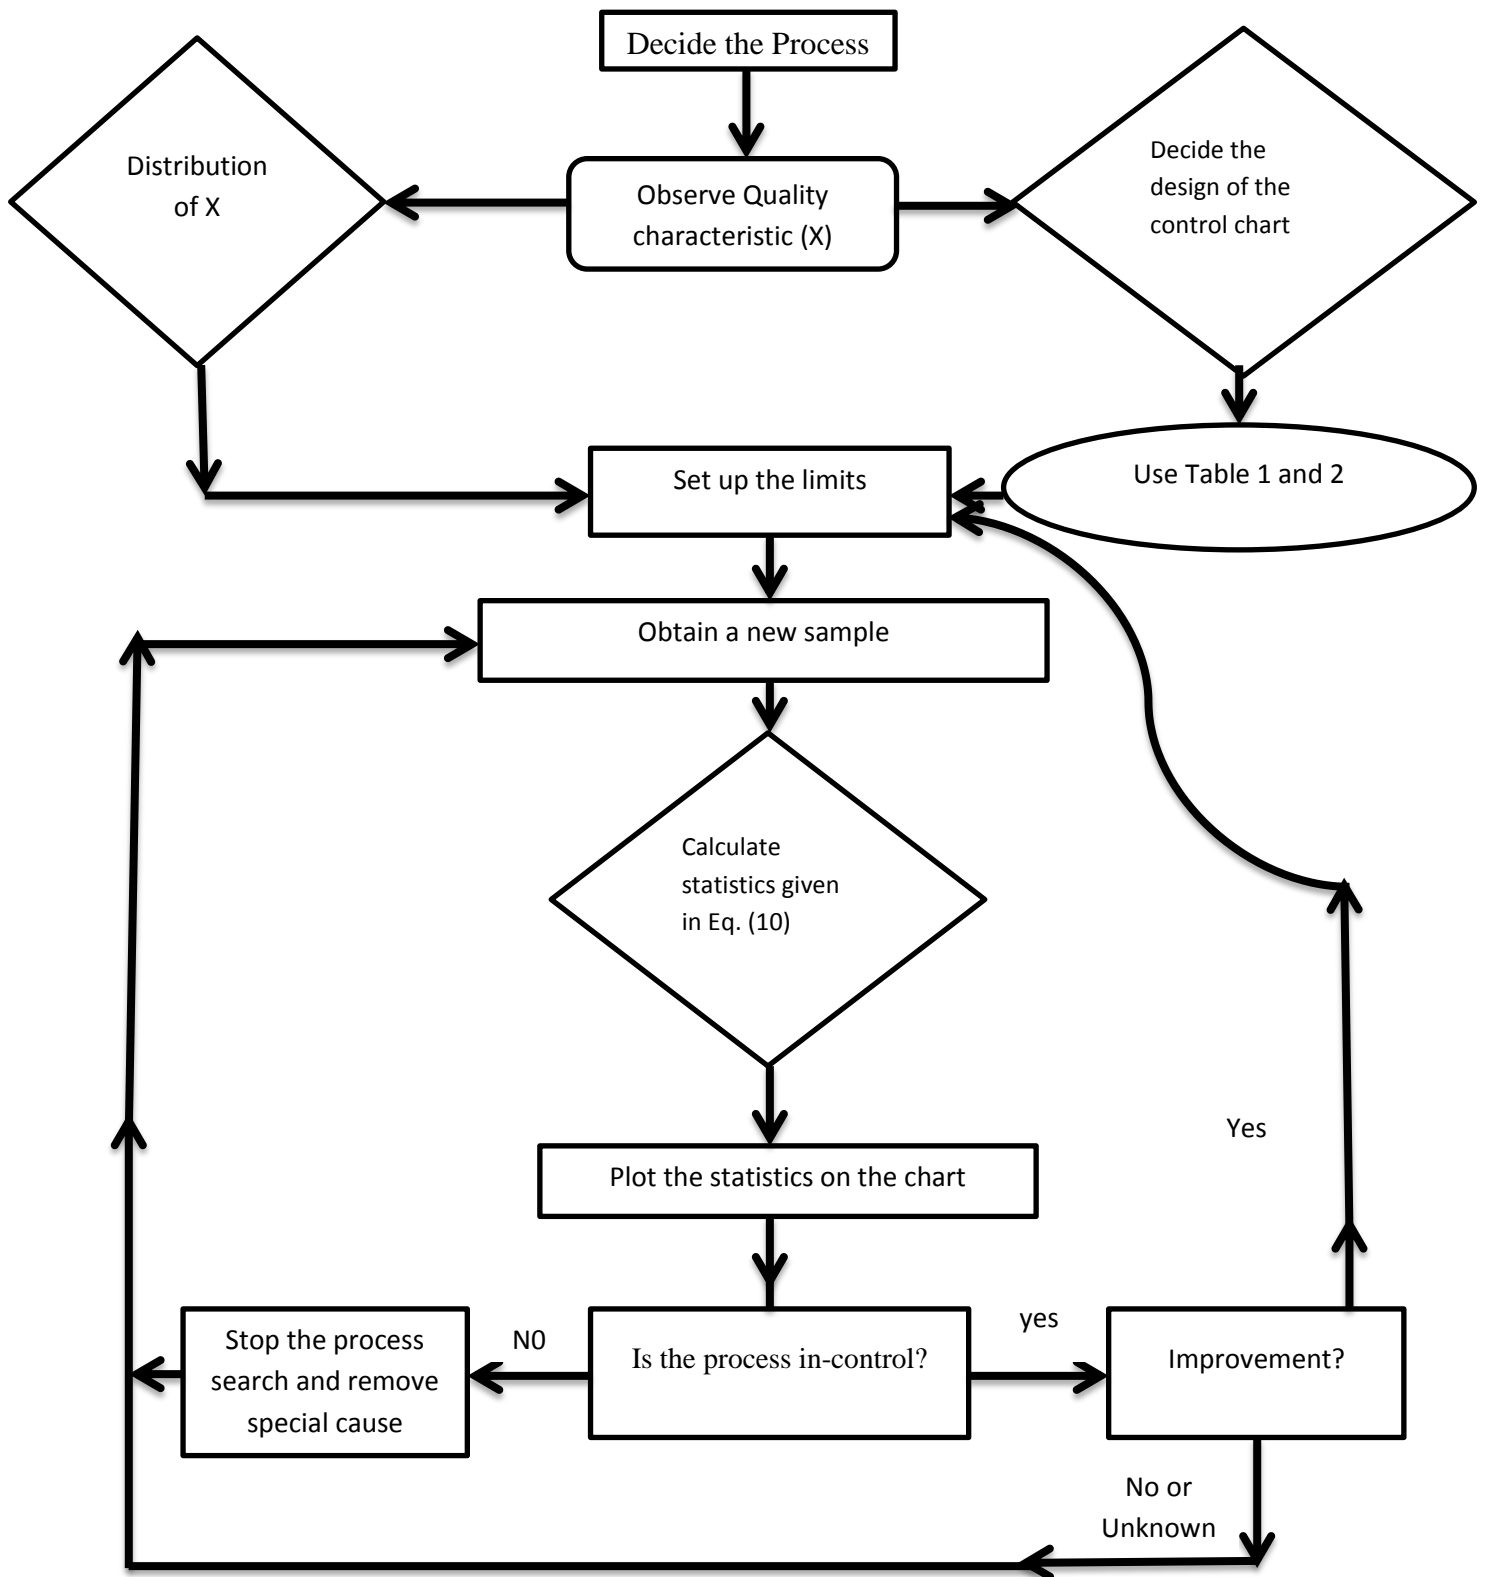 Decide the Process
Distribution
of X
Observe Quality
characteristic (X)
Decide the
design of the
control chart
Set up the limits
Use Table 1 and 2
Obtain a new sample
Calculate
statistics given
in Eq. (10)
Yes
Plot the statistics on the chart
Stop the process
search and remove
special cause
N0
Is the process in-control?
yes
Improvement?
No or
Unknown